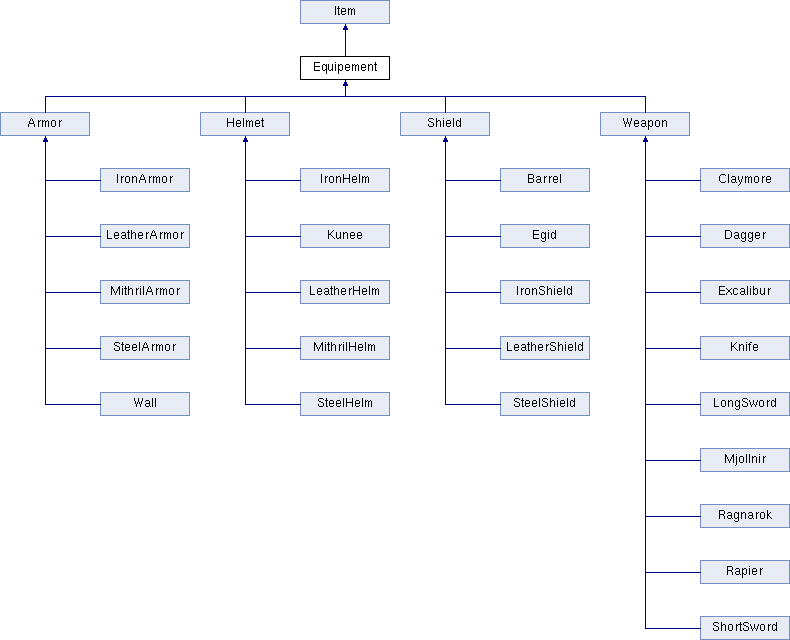 Item
Equipement
Armor
Helmet
Shield
Weapon
IronArmor
IronHelm
Barrel
Claymore
LeatherArmor
Kunee
Egid
Dagger
MithrilArmor
LeatherHelm
IronShield
Excalibur
SteelArmor
MithrilHelm
LeatherShield
Knife
Wall
SteelHelm
SteelShield
LongSword
Mjollnir
Ragnarok
Rapier
ShortSword